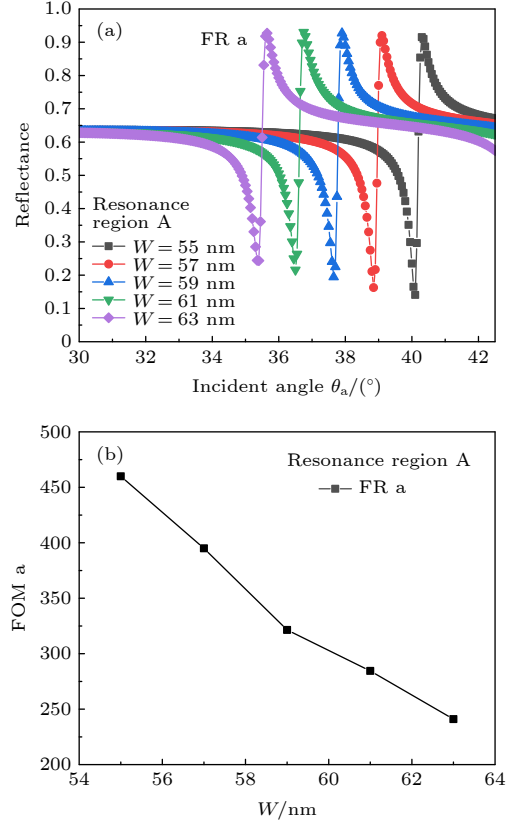 (a)
FR a
Reflectance
1.0
0.9
0.8
0.7
0.6
0.5
0.4
0.3
0.2
0.1
0
Resonance
region A
W = 55 nm
W = 57 nm
W = 59 nm
W = 61 nm
W = 63 nm
30 32 34 36 38 40 42
Incident angle θa/(°)
(b)
Resonance region A
FR a
FOM a
500
450
400
350
300
250
200
54 56 58 60 62 64
W/nm